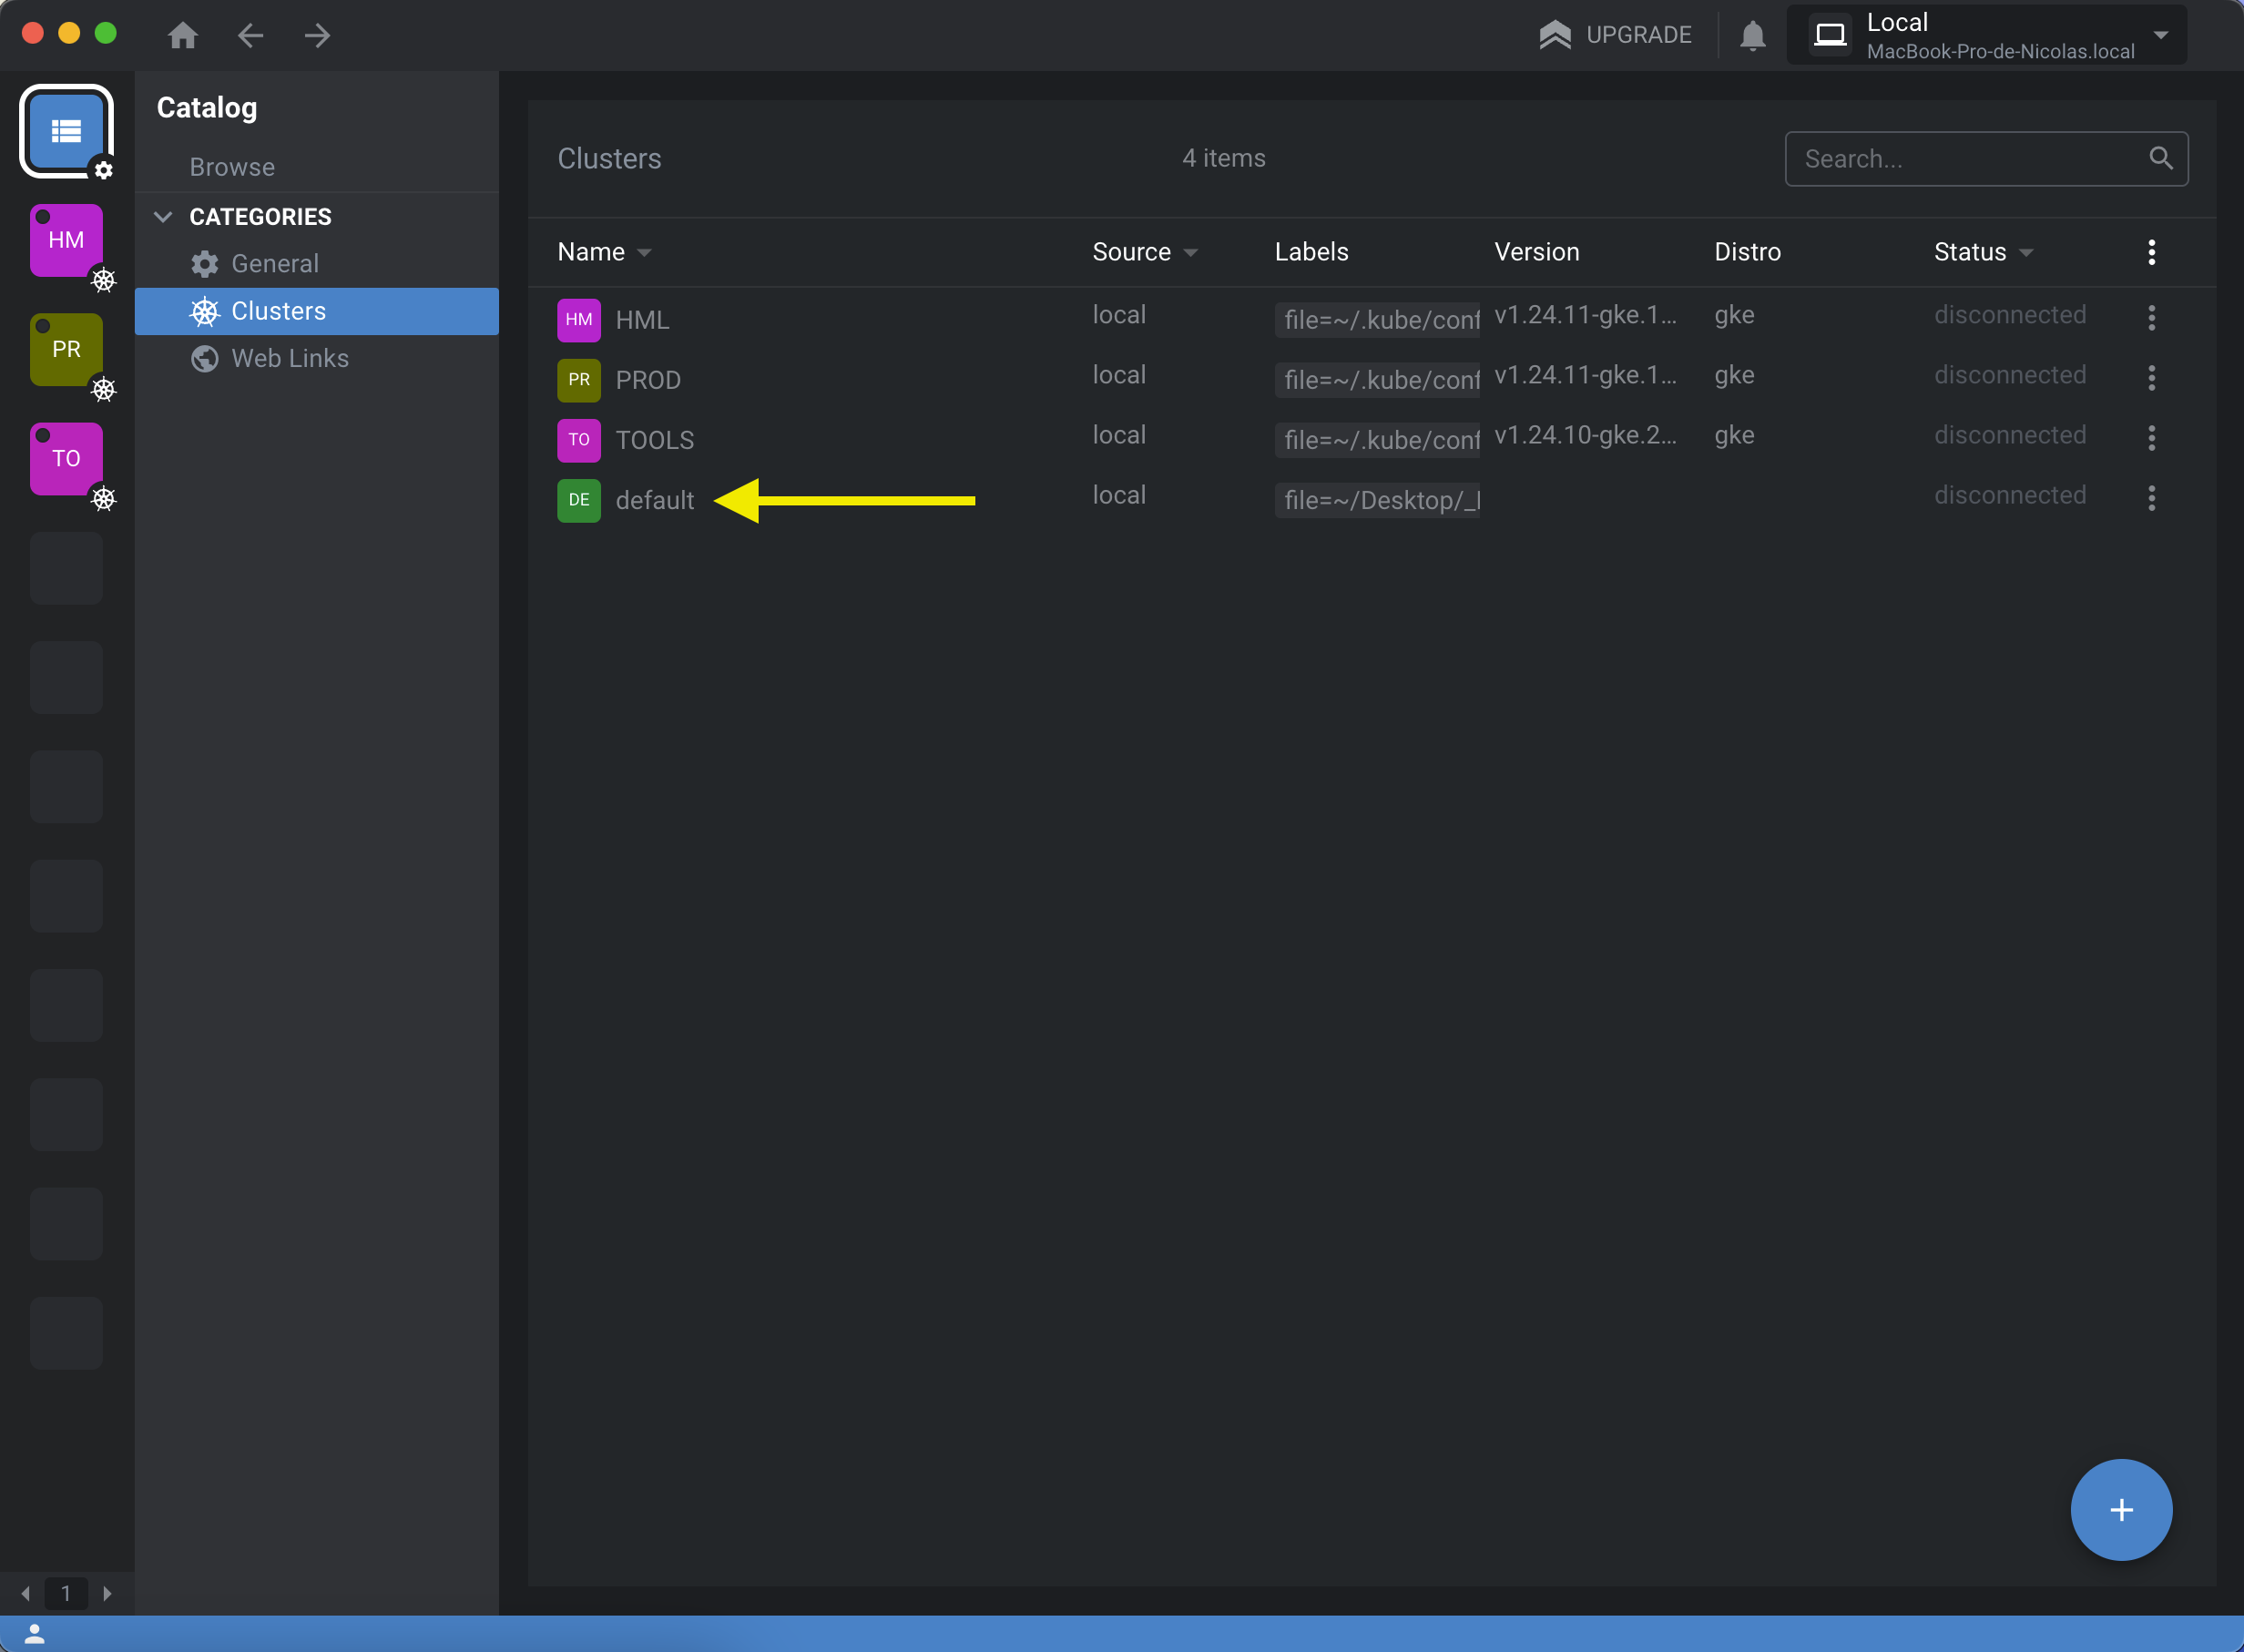 UPGRADE
Local
MacBook-Pro-de-Nicolas.local
Catalog
Browse
CATEGORIES
General
Clusters
Web Links
HM
PR
TO
1
Clusters 4 items Search...
Name Source Labels Version Distro Status
HM HML local file=~/.kube/conf v1.24.11-gke.1... gke disconnected
PR PROD local file=~/.kube/conf v1.24.11-gke.1... gke disconnected
TO TOOLS local file=~/.kube/conf v1.24.10-gke.2... gke disconnected
DE default local file=~/Desktop/_ disconnected